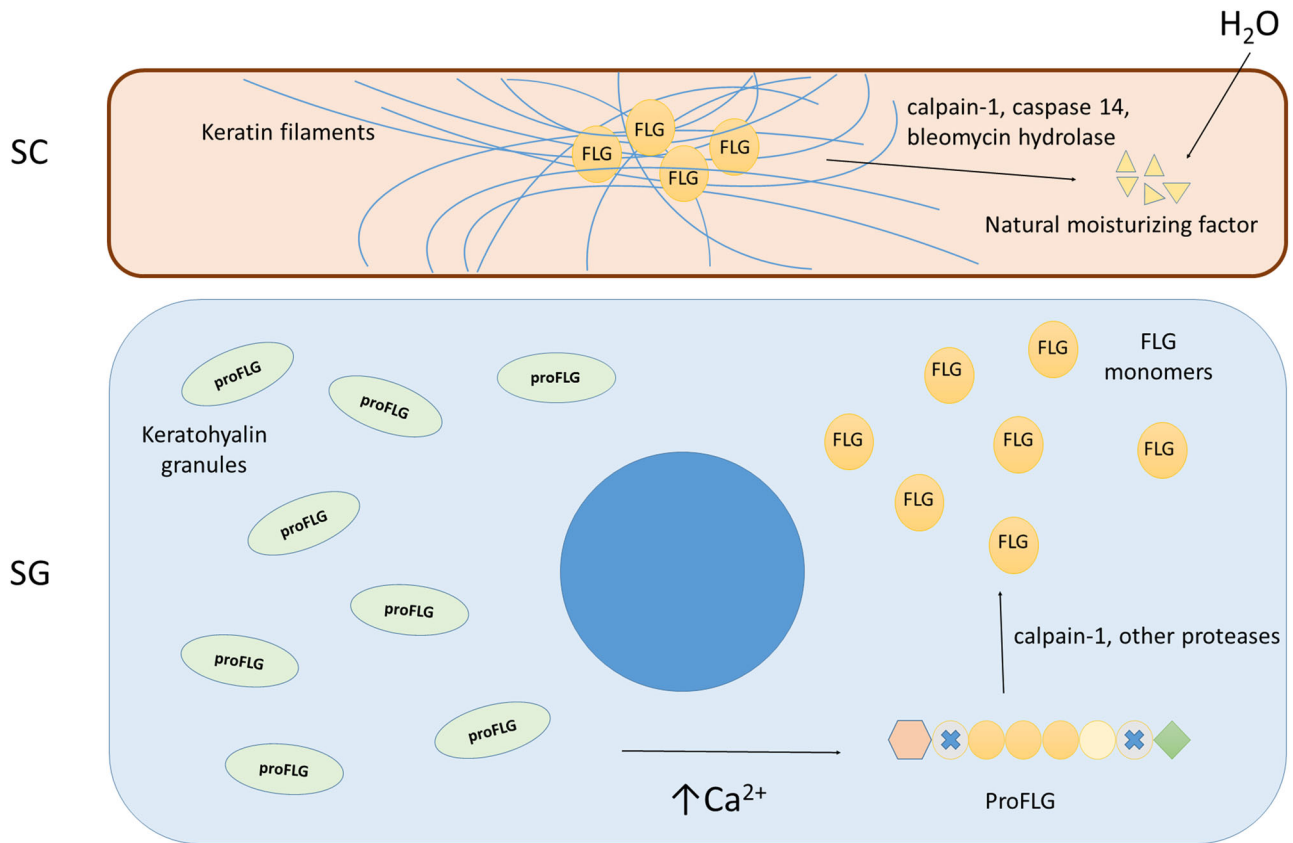 H₂O
SC
Keratin filaments
FLG
FLG
FLG
FLG
calpain-1, caspase 14,
bleomycin hydrolase
Natural moisturizing factor
SG
proFLG
proFLG
proFLG
Keratohyalin
granules
proFLG
proFLG
proFLG
proFLG
proFLG
FLG
FLG
FLG
monomers
FLG
FLG
FLG
FLG
FLG
calpain-1, other proteases
↑Ca²⁺
ProFLG